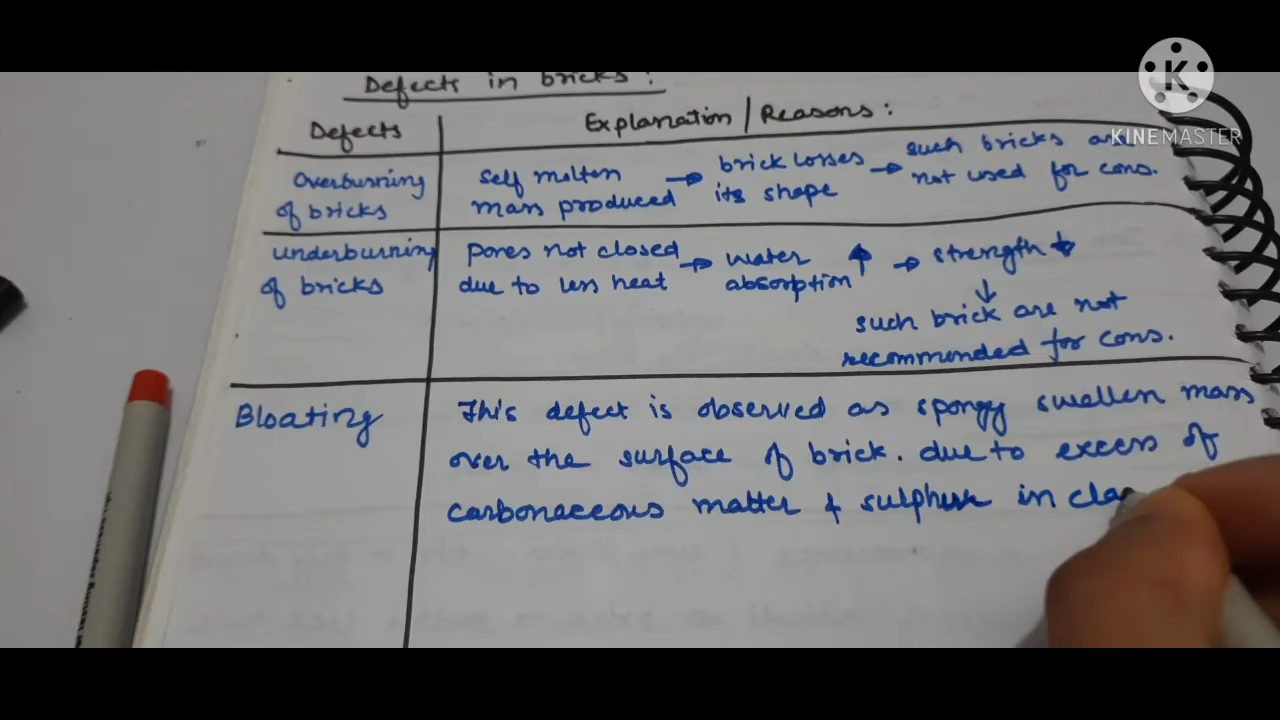 Defects in bricks:
Defects
Explanation / Reasons:
Overburning of bricks
self molten mass produced → brick losses its shape → such bricks are not used for cons.
underburning of bricks
pores not closed due to less heat → water absorption ↑ → strength ↓
↓
such brick are not
recommended for cons.
Bloating
This defect is observed as spongy swollen mass
over the surface of brick. due to excess of
carbonaceous matter & sulphur in cla
K
KINEMASTER